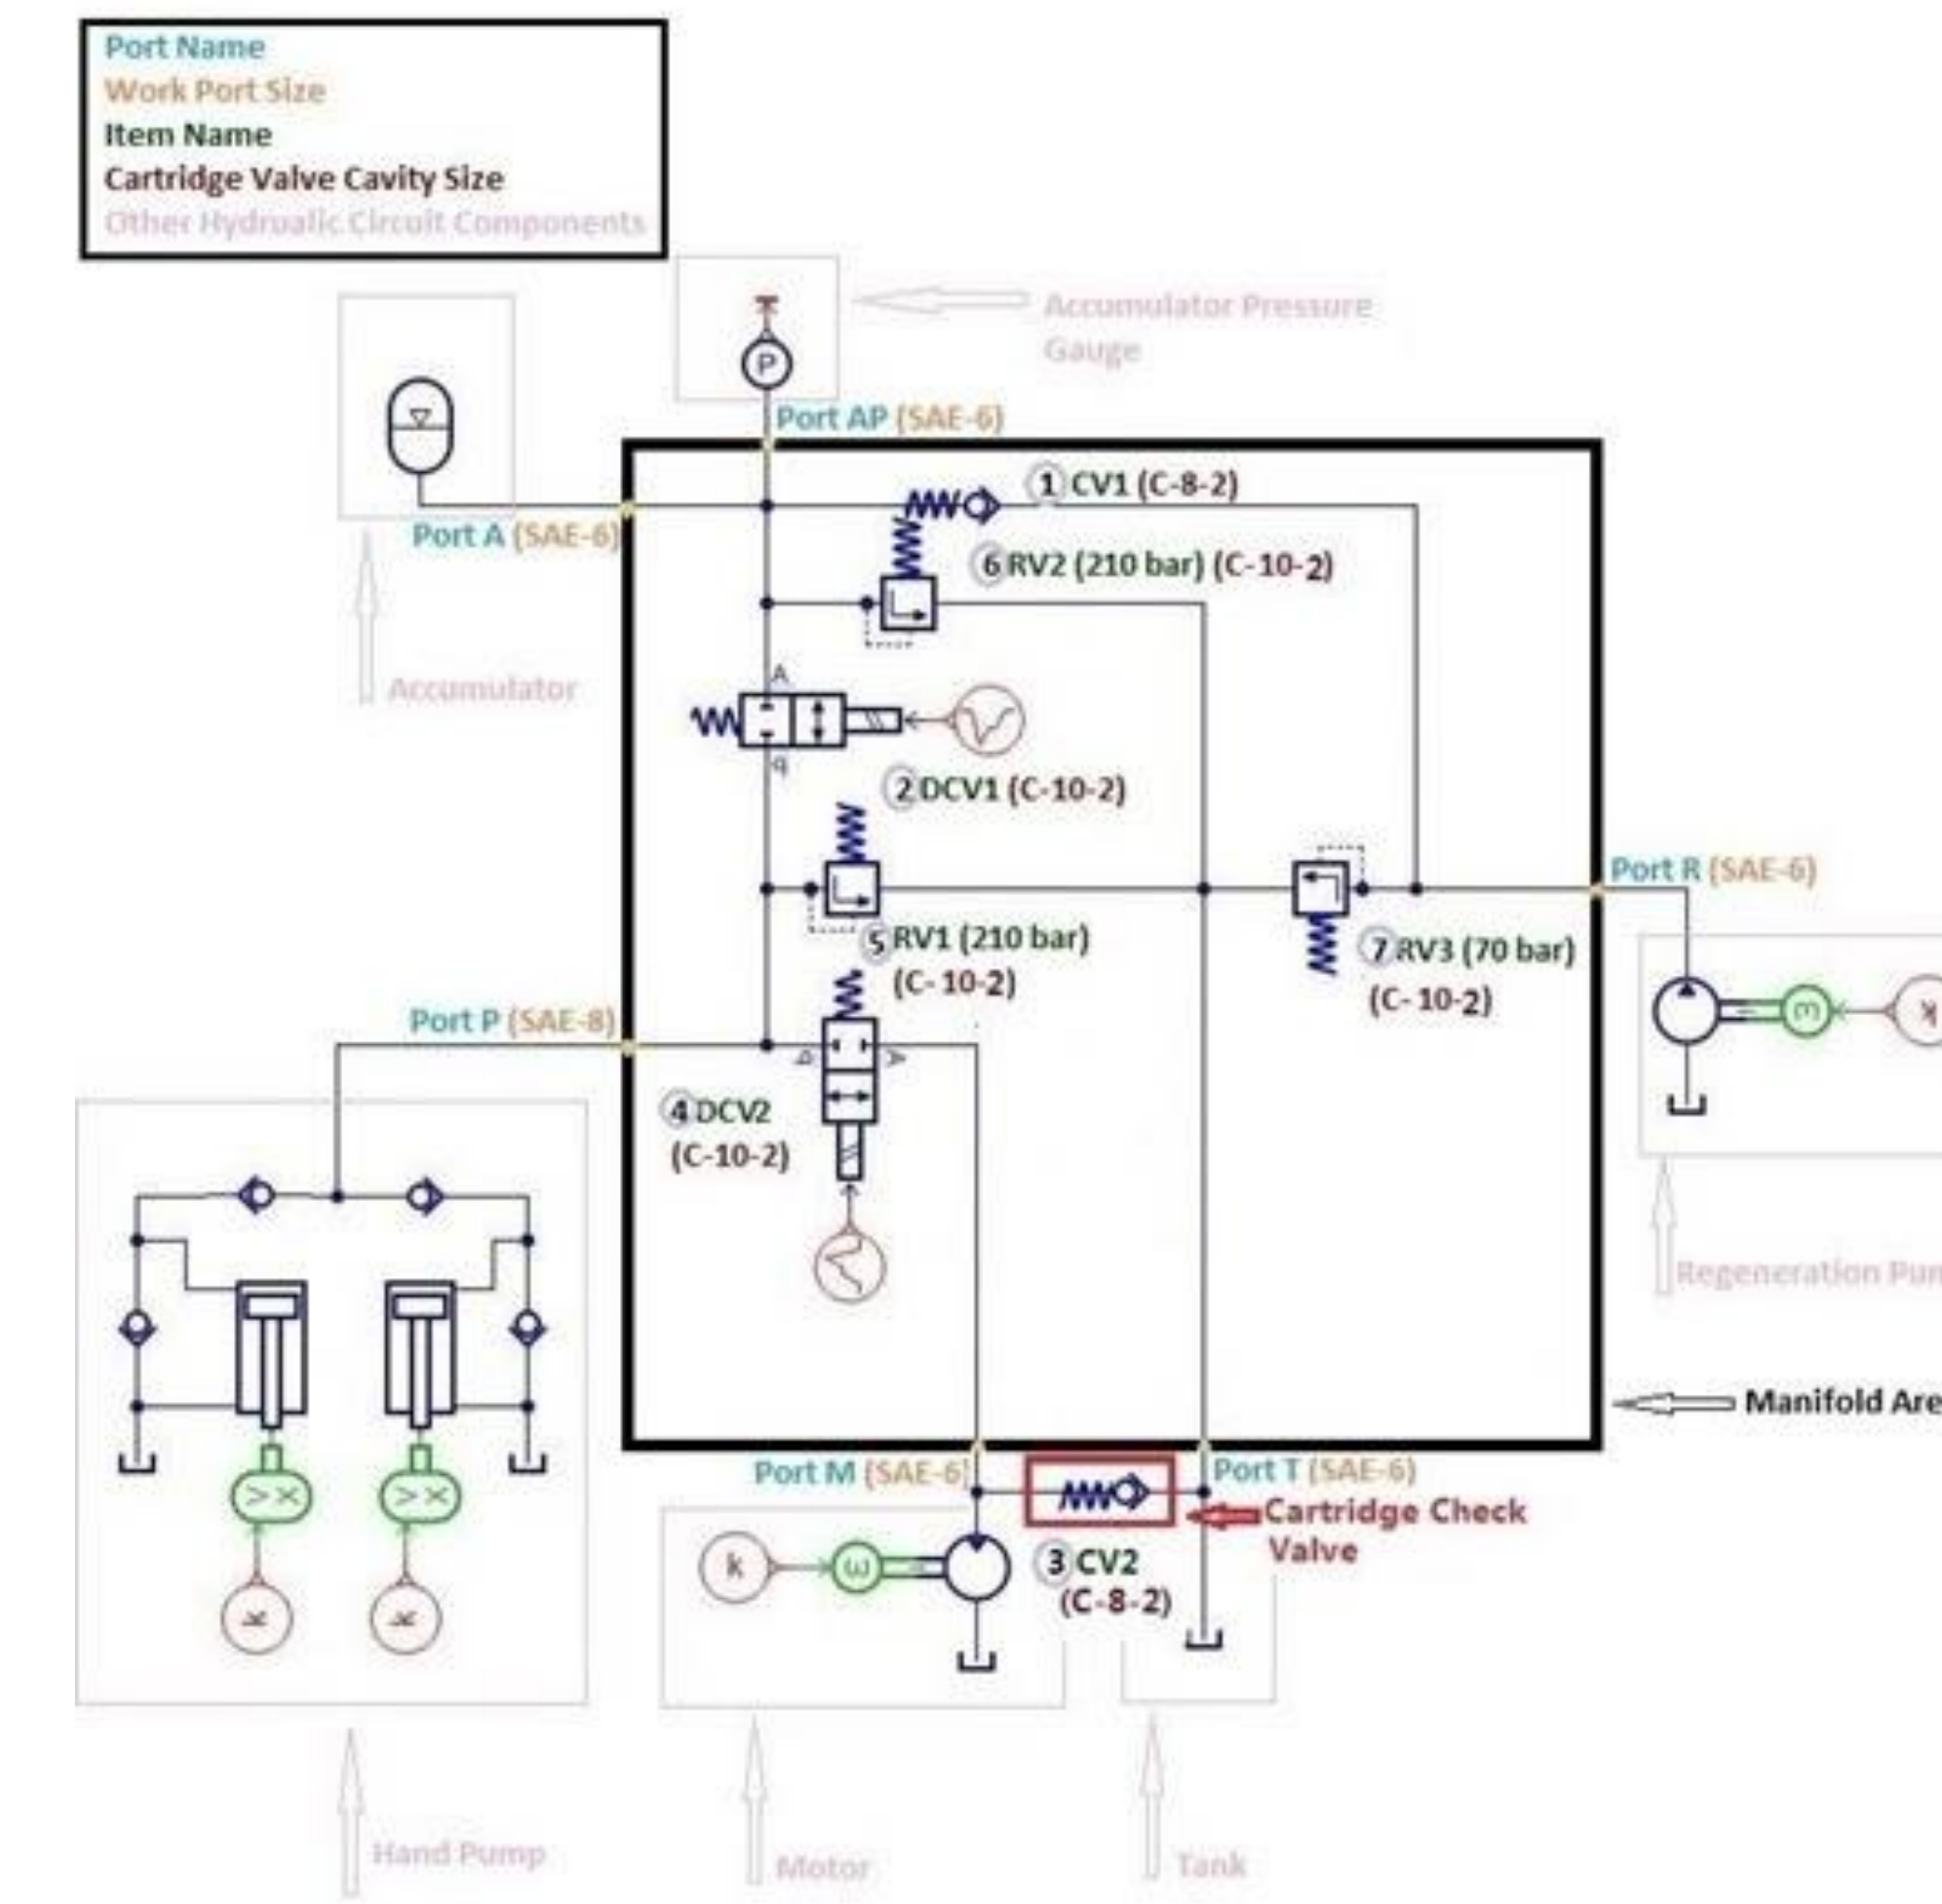 Port Name
Work Port Size
Item Name
Cartridge Valve Cavity Size
Other Hydrualic Circuit Components
Accumulator Pressure
Gauge
P
Port AP (SAE-6)
1 CV1 (C-8-2)
Port A (SAE-6)
6 RV2 (210 bar) (C-10-2)
A
Accumulator
q
2 DCV1 (C-10-2)
Port R (SAE-6)
5 RV1 (210 bar)
(C-10-2)
7 RV3 (70 bar)
(C-10-2)
Port P (SAE-8)
A
ω
k
4 DCV2
(C-10-2)
Regeneration Pum
Manifold Are
Port M (SAE-6)
Port T (SAE-6)
Cartridge Check
Valve
V X
V X
k
ω
3 CV2
(C-8-2)
k
k
Hand Pump
Motor
Tank